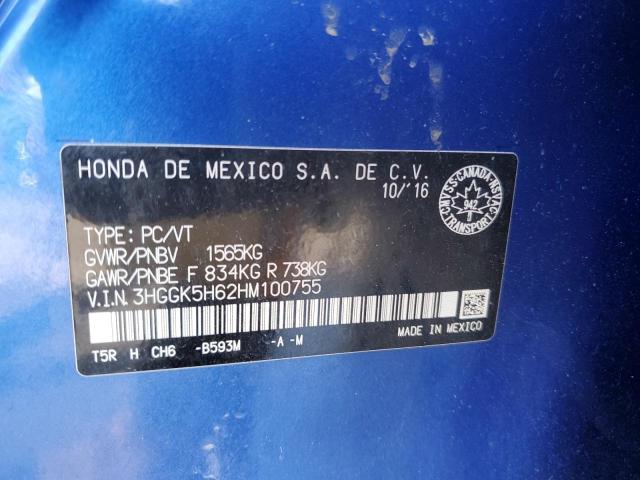 HONDA DE MEXICO S.A. DE C.V.
10/'16
CMVSS·CANADA·NSVAC
942
TRANSPORT
TYPE: PC/VT
GVWR/PNBV 1565KG
GAWR/PNBE F 834KG R 738KG
V.I.N. 3HGGK5H62HM100755
MADE IN MEXICO
T5R H CH6 -B593M -A -M